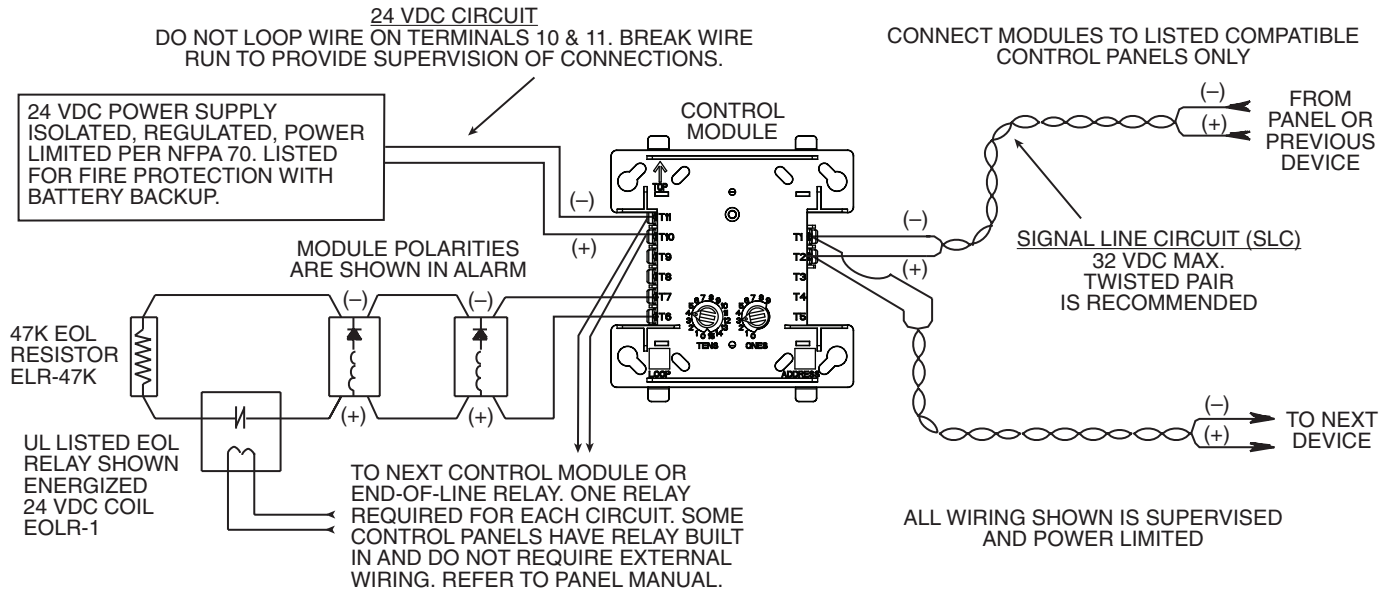 24 VDC CIRCUIT
DO NOT LOOP WIRE ON TERMINALS 10 & 11. BREAK WIRE
RUN TO PROVIDE SUPERVISION OF CONNECTIONS.
CONNECT MODULES TO LISTED COMPATIBLE
CONTROL PANELS ONLY
24 VDC POWER SUPPLY
ISOLATED, REGULATED, POWER
LIMITED PER NFPA 70. LISTED
FOR FIRE PROTECTION WITH
BATTERY BACKUP.
CONTROL
MODULE
(–)
(+)
FROM
PANEL OR
PREVIOUS
DEVICE
TOP
(–)
(+)
T11
T10
T9
T8
T7
T6
T1
T2
T3
T4
T5
(–)
(+)
SIGNAL LINE CIRCUIT (SLC)
32 VDC MAX.
TWISTED PAIR
IS RECOMMENDED
MODULE POLARITIES
ARE SHOWN IN ALARM
(–)
(–)
(+)
(+)
47K EOL
RESISTOR
ELR-47K
TENS
ONES
LOOP
ADDRESS
UL LISTED EOL
RELAY SHOWN
ENERGIZED
24 VDC COIL
EOLR-1
TO NEXT CONTROL MODULE OR
END-OF-LINE RELAY. ONE RELAY
REQUIRED FOR EACH CIRCUIT. SOME
CONTROL PANELS HAVE RELAY BUILT
IN AND DO NOT REQUIRE EXTERNAL
WIRING. REFER TO PANEL MANUAL.
(–)
(+)
TO NEXT
DEVICE
ALL WIRING SHOWN IS SUPERVISED
AND POWER LIMITED